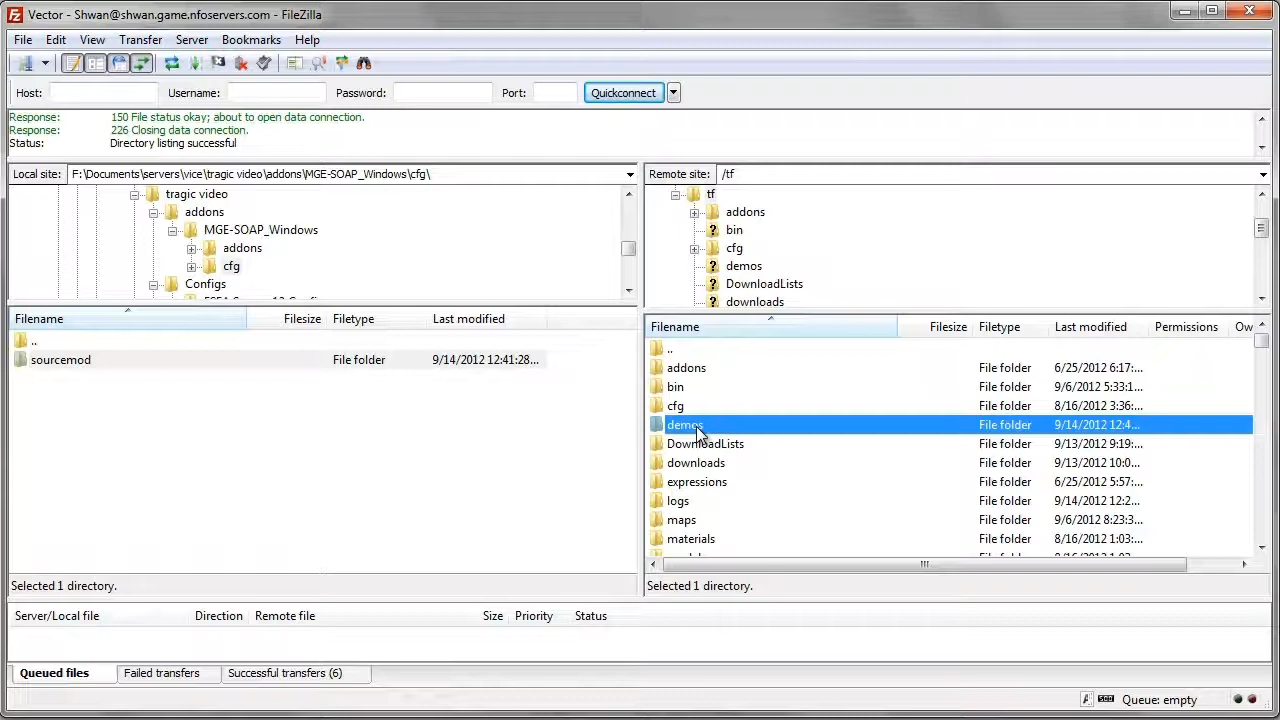 Vector - Shwan@shwan.game.nfoservers.com - FileZilla
File Edit View Transfer Server Bookmarks Help
Host: Username: Password: Port: Quickconnect
Response: 150 File status okay; about to open data connection.
Response: 226 Closing data connection.
Status: Directory listing successful
Local site: F:\Documents\servers\vice\tragic video\addons\MGE-SOAP_Windows\cfg\
tragic video
addons
MGE-SOAP_Windows
addons
cfg
Configs
Filename Filesize Filetype Last modified
..
sourcemod File folder 9/14/2012 12:41:28...
Selected 1 directory.
Remote site: /tf
tf
addons
bin
cfg
demos
DownloadLists
downloads
Filename Filesize Filetype Last modified Permissions Ow
..
addons File folder 6/25/2012 6:17:...
bin File folder 9/6/2012 5:33:1...
cfg File folder 8/16/2012 3:36:...
demos File folder 9/14/2012 12:4...
DownloadLists File folder 9/13/2012 9:19:...
downloads File folder 9/13/2012 10:0...
expressions File folder 6/25/2012 5:57:...
logs File folder 9/14/2012 12:2...
maps File folder 9/6/2012 8:23:3...
materials File folder 8/16/2012 1:03:...
Selected 1 directory.
Server/Local file Direction Remote file Size Priority Status
Queued files Failed transfers Successful transfers (6)
Queue: empty